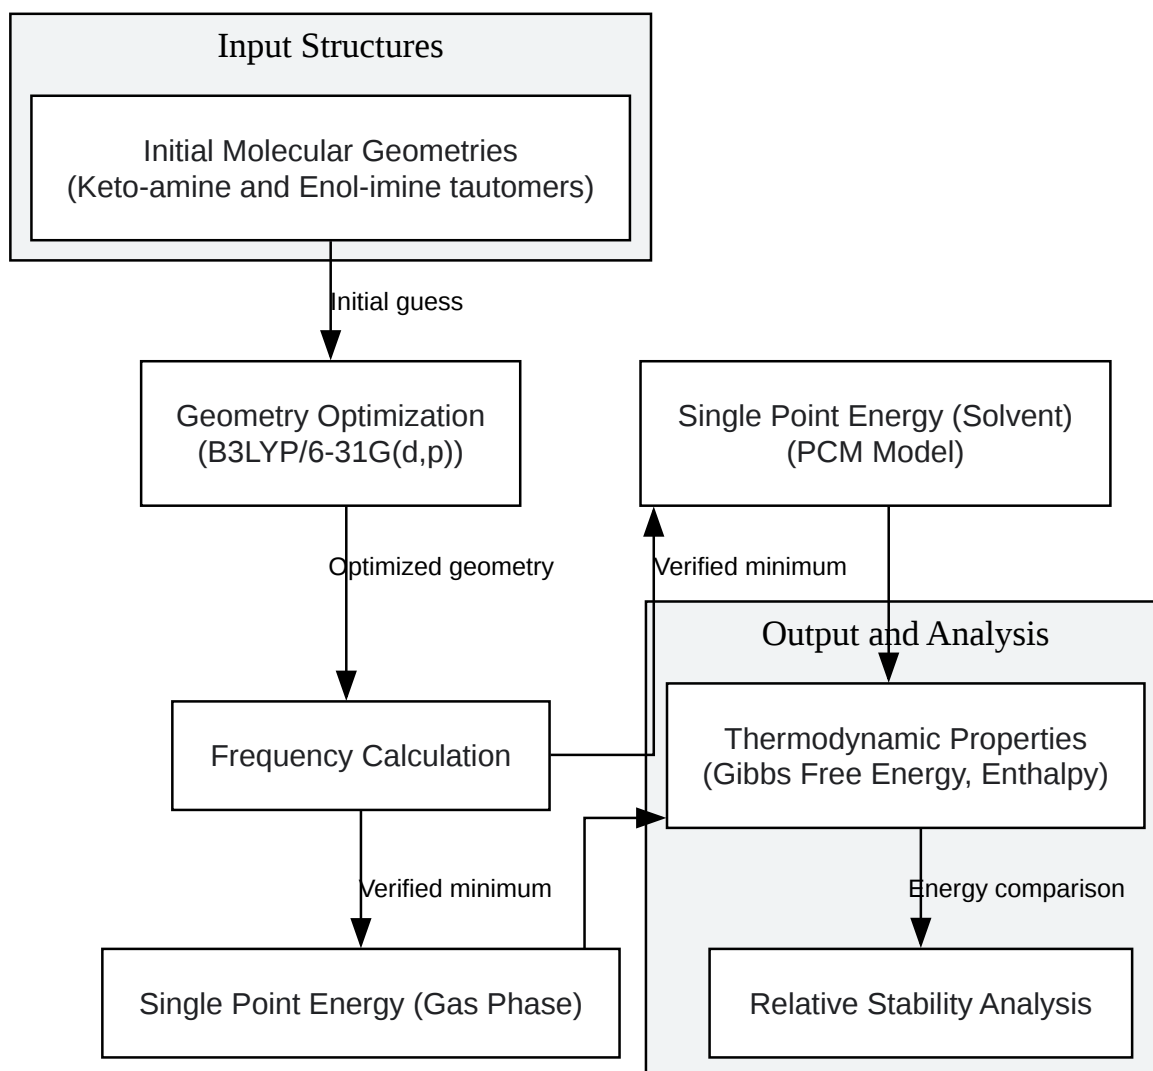 Input Structures
Initial Molecular Geometries
(Keto-amine and Enol-imine tautomers)
Initial guess
Geometry Optimization
(B3LYP/6-31G(d,p))
Single Point Energy (Solvent)
(PCM Model)
Optimized geometry
Verified minimum
Output and Analysis
Frequency Calculation
Thermodynamic Properties
(Gibbs Free Energy, Enthalpy)
Verified minimum
Energy comparison
Single Point Energy (Gas Phase)
Relative Stability Analysis